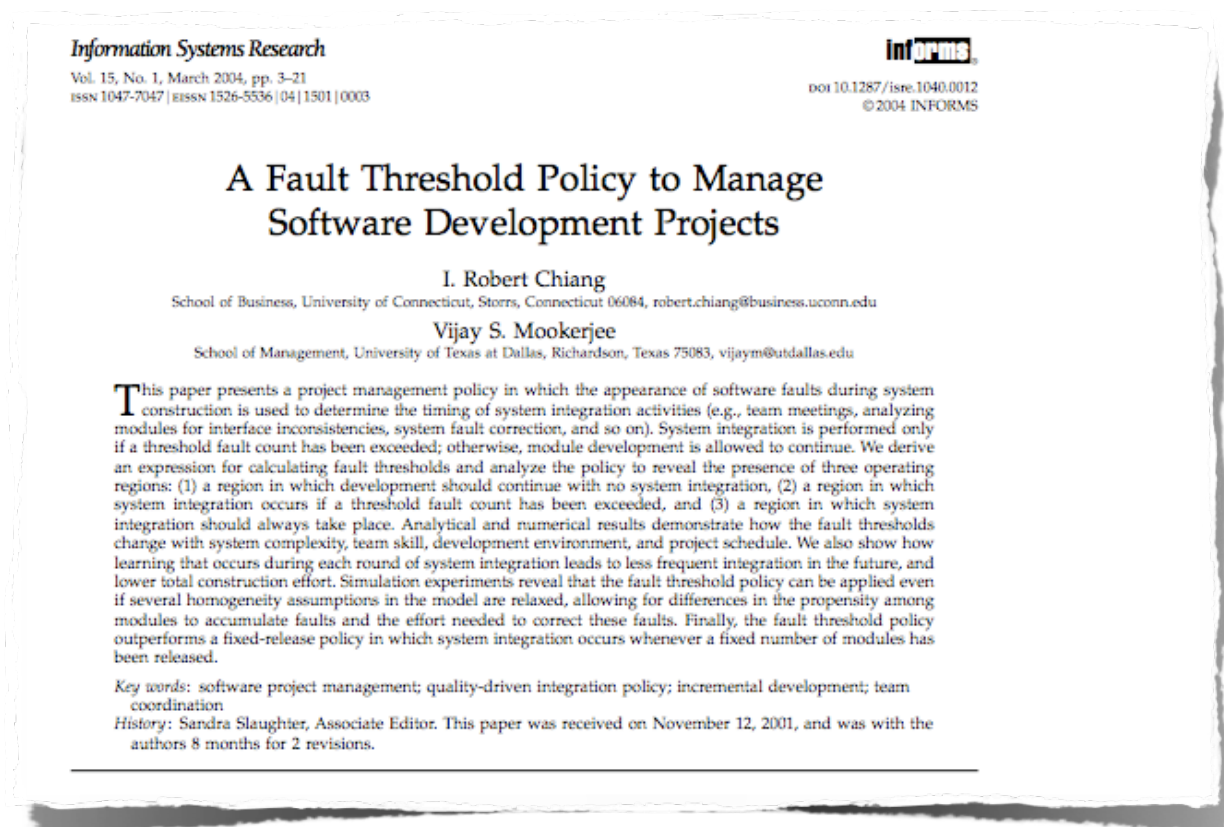 Information Systems Research
Vol. 15, No. 1, March 2004, pp. 3–21
ISSN 1047-7047 | EISSN 1526-5536 | 04 | 1501 | 0003
informs®
DOI 10.1287/isre.1040.0012
© 2004 INFORMS
A Fault Threshold Policy to Manage
Software Development Projects
I. Robert Chiang
School of Business, University of Connecticut, Storrs, Connecticut 06084, robert.chiang@business.uconn.edu
Vijay S. Mookerjee
School of Management, University of Texas at Dallas, Richardson, Texas 75083, vijaym@utdallas.edu
This paper presents a project management policy in which the appearance of software faults during system
construction is used to determine the timing of system integration activities (e.g., team meetings, analyzing
modules for interface inconsistencies, system fault correction, and so on). System integration is performed only
if a threshold fault count has been exceeded; otherwise, module development is allowed to continue. We derive
an expression for calculating fault thresholds and analyze the policy to reveal the presence of three operating
regions: (1) a region in which development should continue with no system integration, (2) a region in which
system integration occurs if a threshold fault count has been exceeded, and (3) a region in which system
integration should always take place. Analytical and numerical results demonstrate how the fault thresholds
change with system complexity, team skill, development environment, and project schedule. We also show how
learning that occurs during each round of system integration leads to less frequent integration in the future, and
lower total construction effort. Simulation experiments reveal that the fault threshold policy can be applied even
if several homogeneity assumptions in the model are relaxed, allowing for differences in the propensity among
modules to accumulate faults and the effort needed to correct these faults. Finally, the fault threshold policy
outperforms a fixed-release policy in which system integration occurs whenever a fixed number of modules has
been released.
Key words: software project management; quality-driven integration policy; incremental development; team
coordination
History: Sandra Slaughter, Associate Editor. This paper was received on November 12, 2001, and was with the
authors 8 months for 2 revisions.